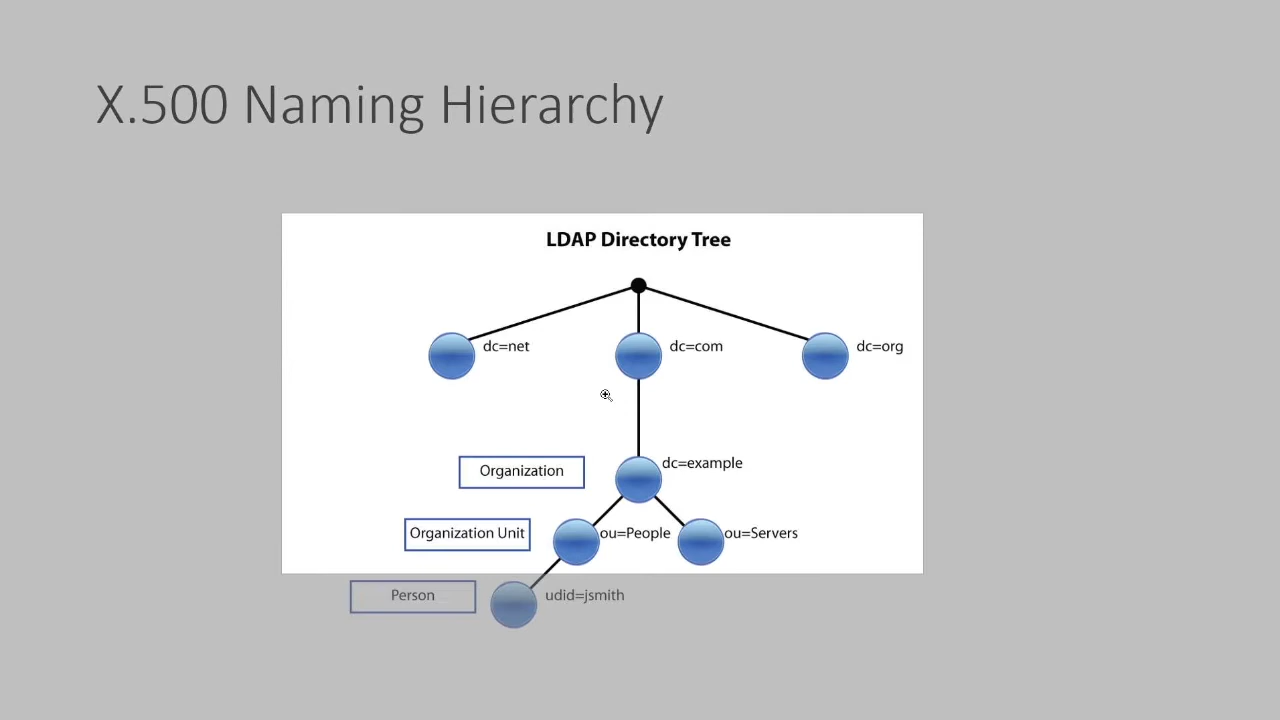 X.500 Naming Hierarchy
LDAP Directory Tree
dc=net
dc=com
dc=org
Organization
dc=example
Organization Unit
ou=People
ou=Servers
Person
udid=jsmith